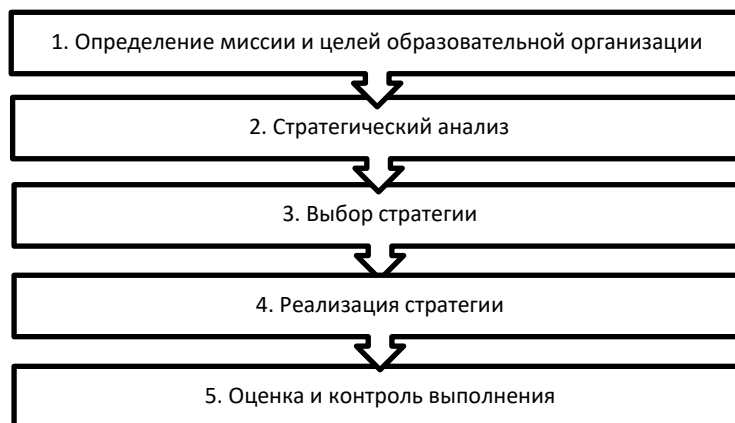 1. Определение миссии и целей образовательной организации
2. Стратегический анализ
3. Выбор стратегии
4. Реализация стратегии
5. Оценка и контроль выполнения